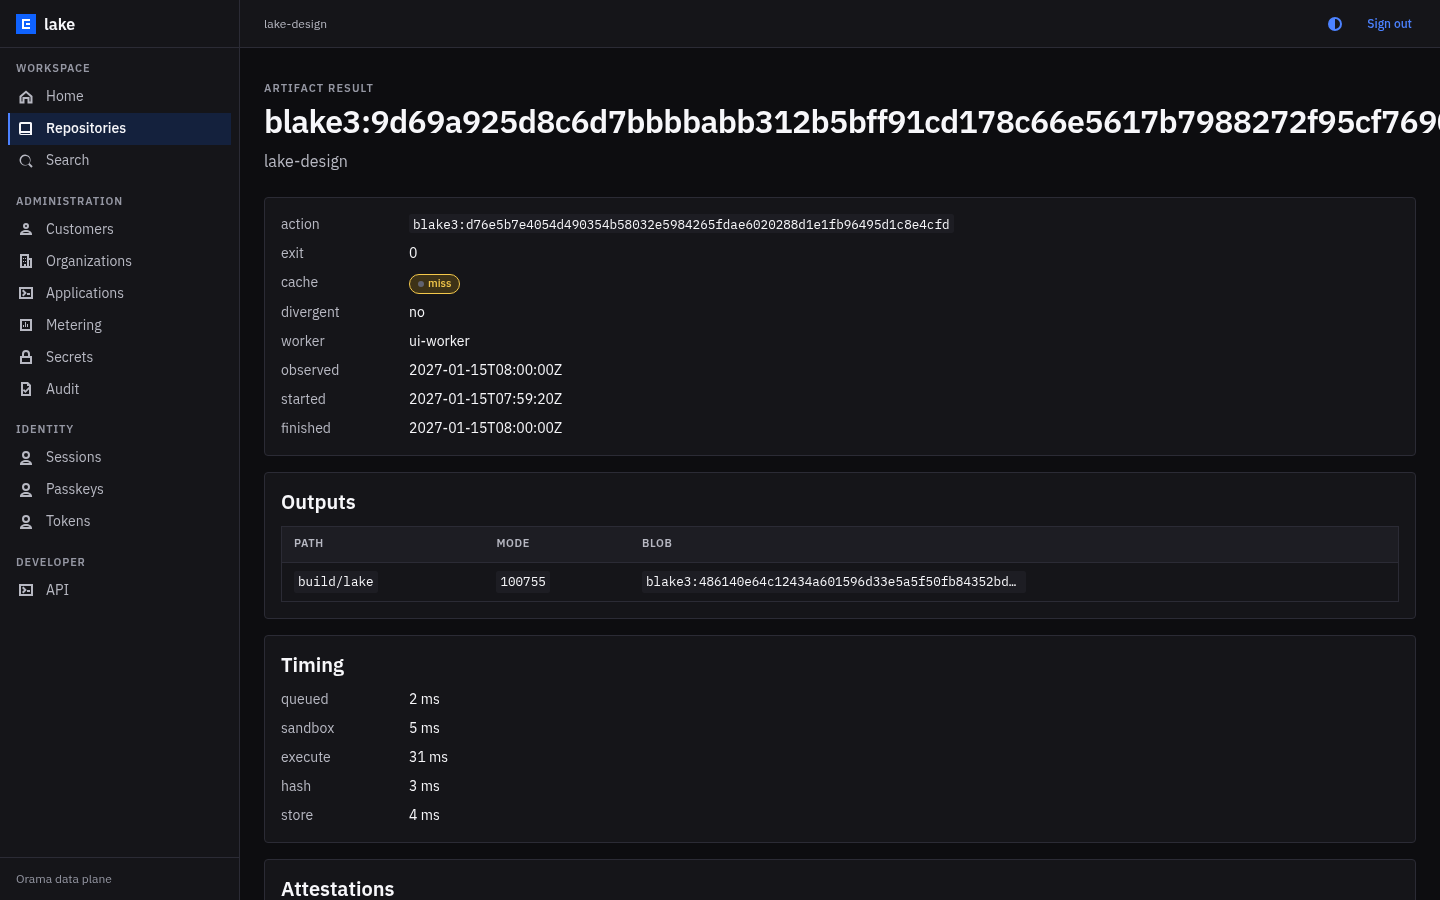 lake
lake-design
Sign out
WORKSPACE
Home
Repositories
Search
ADMINISTRATION
Customers
Organizations
Applications
Metering
Secrets
Audit
IDENTITY
Sessions
Passkeys
Tokens
DEVELOPER
API
Orama data plane
ARTIFACT RESULT
blake3:9d69a925d8c6d7bbbbabb312b5bff91cd178c66e5617b7988272f95cf769
lake-design
action blake3:d76e5b7e4054d490354b58032e5984265fdae6020288d1e1fb96495d1c8e4cfd
exit 0
cache miss
divergent no
worker ui-worker
observed 2027-01-15T08:00:00Z
started 2027-01-15T07:59:20Z
finished 2027-01-15T08:00:00Z
Outputs
PATH MODE BLOB
build/lake 100755 blake3:486140e64c12434a601596d33e5a5f50fb84352bd…
Timing
queued 2 ms
sandbox 5 ms
execute 31 ms
hash 3 ms
store 4 ms
Attestations